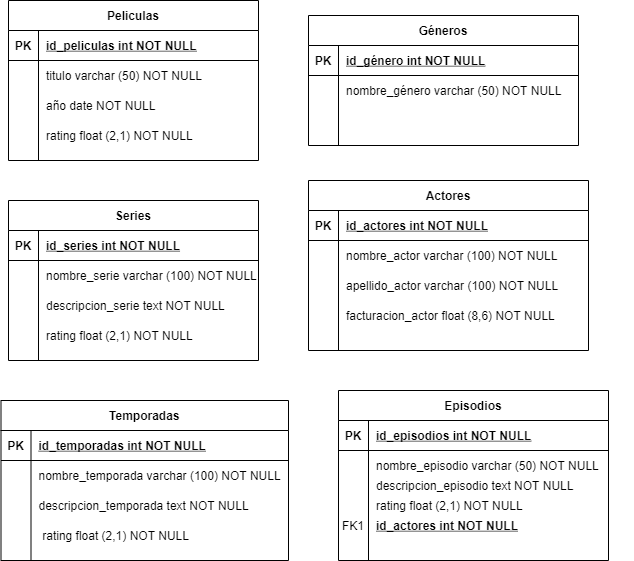 Peliculas
PK id_peliculas int NOT NULL
titulo varchar (50) NOT NULL
año date NOT NULL
rating float (2,1) NOT NULL
Géneros
PK id_género int NOT NULL
nombre_género varchar (50) NOT NULL
Series
PK id_series int NOT NULL
nombre_serie varchar (100) NOT NULL
descripcion_serie text NOT NULL
rating float (2,1) NOT NULL
Actores
PK id_actores int NOT NULL
nombre_actor varchar (100) NOT NULL
apellido_actor varchar (100) NOT NULL
facturacion_actor float (8,6) NOT NULL
Temporadas
PK id_temporadas int NOT NULL
nombre_temporada varchar (100) NOT NULL
descripcion_temporada text NOT NULL
rating float (2,1) NOT NULL
Episodios
PK id_episodios int NOT NULL
nombre_episodio varchar (50) NOT NULL
descripcion_episodio text NOT NULL
rating float (2,1) NOT NULL
FK1 id_actores int NOT NULL